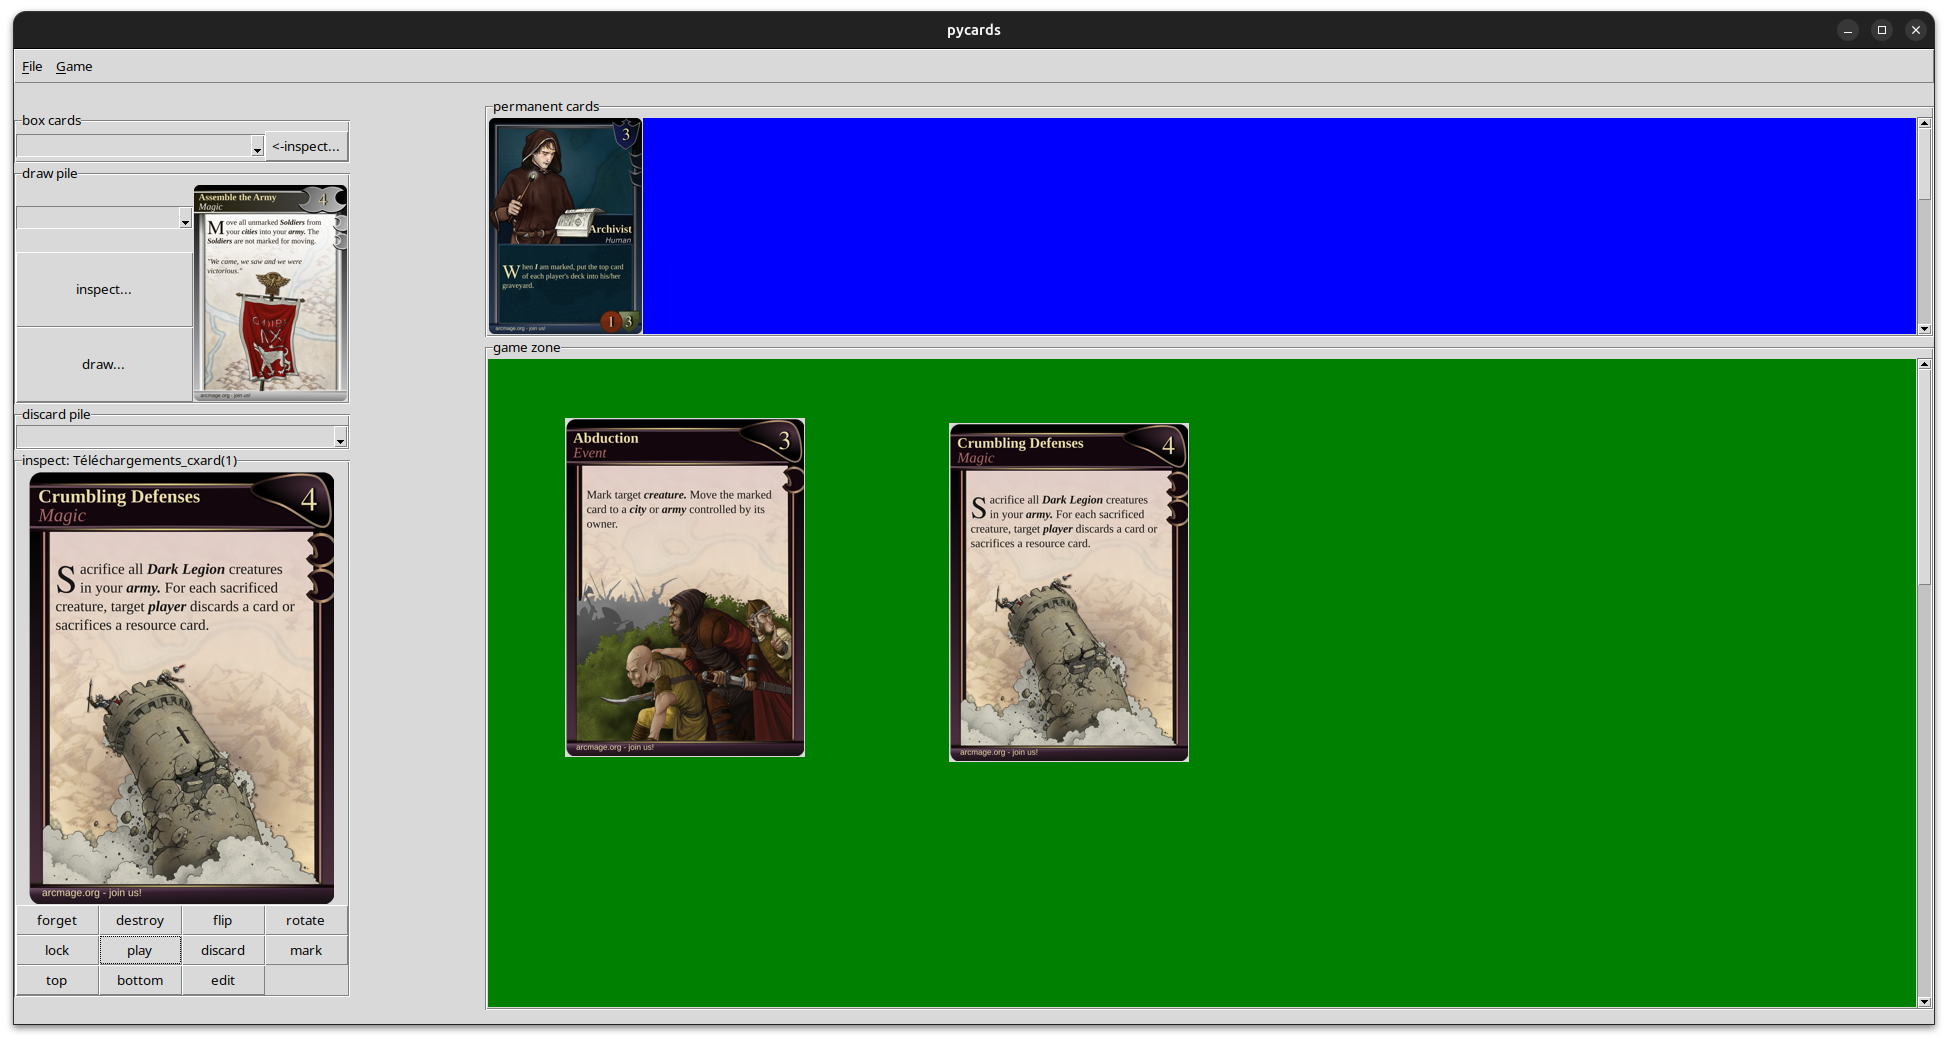 pycards
File Game
box cards
<-inspect...
draw pile
Assemble the Army
4
Magic
Move all unmarked Soldiers from
your cities into your army. The
Soldiers are not marked for moving.
"We came, we saw and we were
victorious."
arcmage.org - join us!
inspect...
draw...
discard pile
inspect: Téléchargements_cxard(1)
Crumbling Defenses
4
Magic
Sacrifice all Dark Legion creatures
in your army. For each sacrificed
creature, target player discards a card or
sacrifices a resource card.
arcmage.org - join us!
forget destroy flip rotate
lock play discard mark
top bottom edit
permanent cards
3
Archivist
Human
When I am marked, put the top card
of each player's deck into his/her
graveyard.
1 3
arcmage.org - join us!
game zone
Abduction
3
Event
Mark target creature. Move the marked
card to a city or army controlled by its
owner.
arcmage.org - join us!
Crumbling Defenses
4
Magic
Sacrifice all Dark Legion creatures
in your army. For each sacrificed
creature, target player discards a card or
sacrifices a resource card.
arcmage.org - join us!